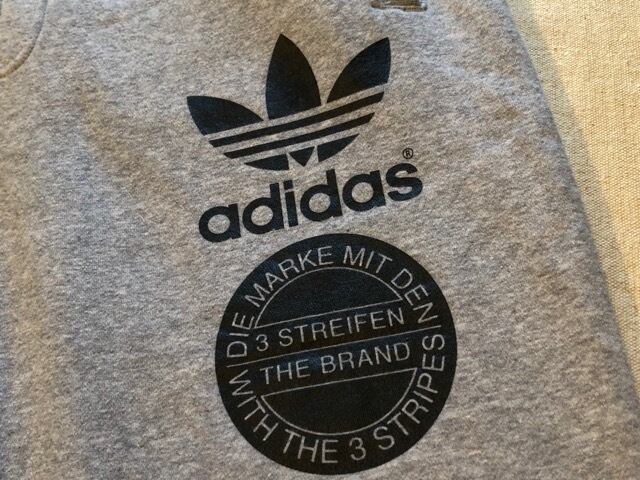 adidas®
DIE MARKE MIT DEN
3 STREIFEN
THE BRAND
WITH THE 3 STRIPES